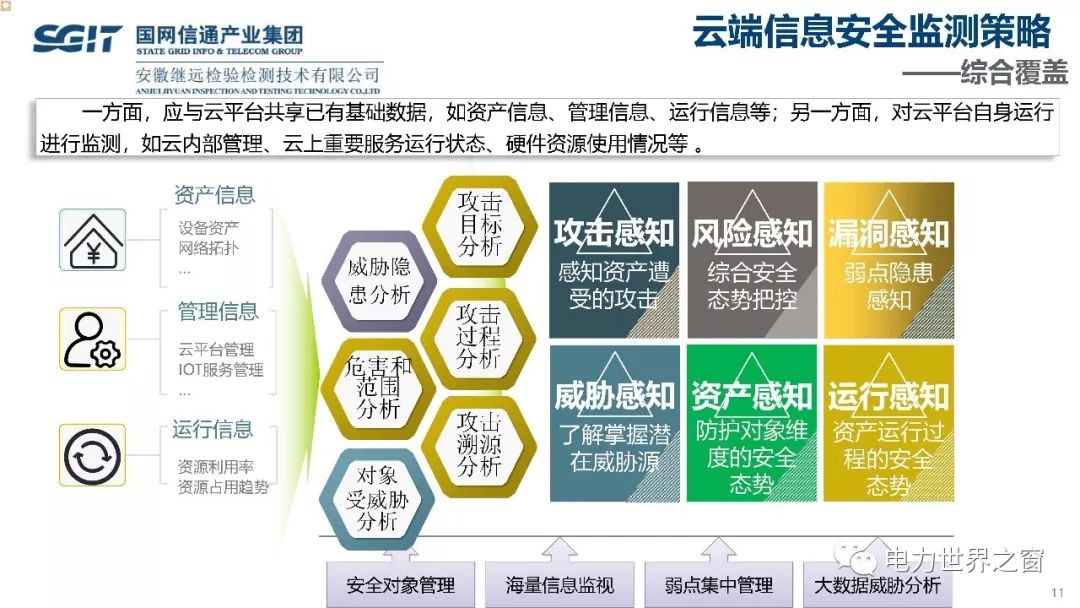 SGIT
国网信通产业集团
STATE GRID INFO & TELECOM GROUP
安徽继远检验检测技术有限公司
ANHUI JIYUAN INSPECTION AND TESTING TECHNOLOGY CO.,LTD
云端信息安全监测策略
——综合覆盖
一方面，应与云平台共享已有基础数据，如资产信息、管理信息、运行信息等；另一方面，对云平台自身运行
进行监测，如云内部管理、云上重要服务运行状态、硬件资源使用情况等 。
资产信息
设备资产
网络拓扑
...
管理信息
云平台管理
IOT服务管理
...
运行信息
资源利用率
资源占用趋势
威胁隐
患分析
危害和
范围
分析
对象
受威胁
分析
攻击
目标
分析
攻击
过程
分析
攻击
溯源
分析
攻击感知
感知资产遭
受的攻击
风险感知
综合安全
态势把控
漏洞感知
弱点隐患
感知
威胁感知
了解掌握潜
在威胁源
资产感知
防护对象维
度的安全
态势
运行感知
资产运行过
程的安全
态势
安全对象管理
海量信息监视
弱点集中管理
大数据威胁分析
电力世界之窗
11